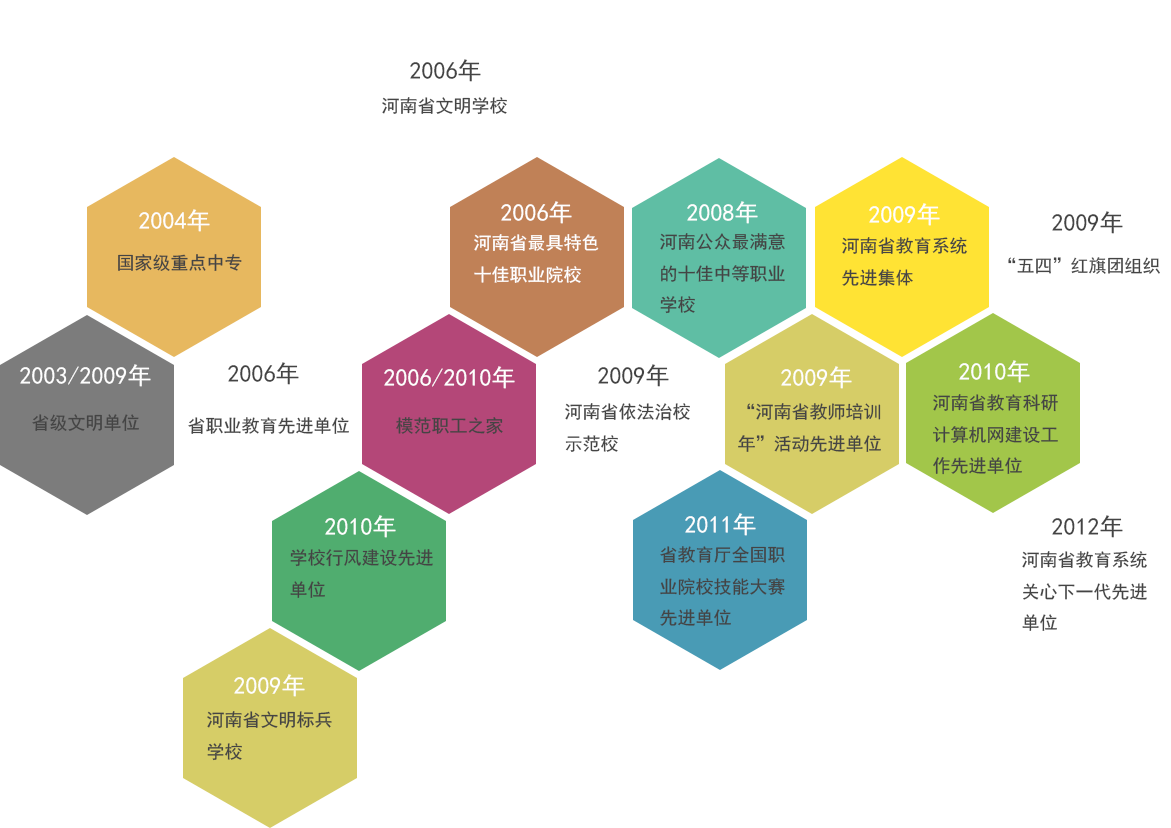 2006年
河南省文明学校
2004年
国家级重点中专
2006年
河南省最具特色
十佳职业院校
2008年
河南公众最满意
的十佳中等职业
学校
2009年
河南省教育系统
先进集体
2009年
“五四”红旗团组织
2003/2009年
省级文明单位
2006年
省职业教育先进单位
2006/2010年
模范职工之家
2009年
河南省依法治校
示范校
2009年
“河南省教师培训
年”活动先进单位
2010年
河南省教育科研
计算机网建设工
作先进单位
2010年
学校行风建设先进
单位
2011年
省教育厅全国职
业院校技能大赛
先进单位
2012年
河南省教育系统
关心下一代先进
单位
2009年
河南省文明标兵
学校